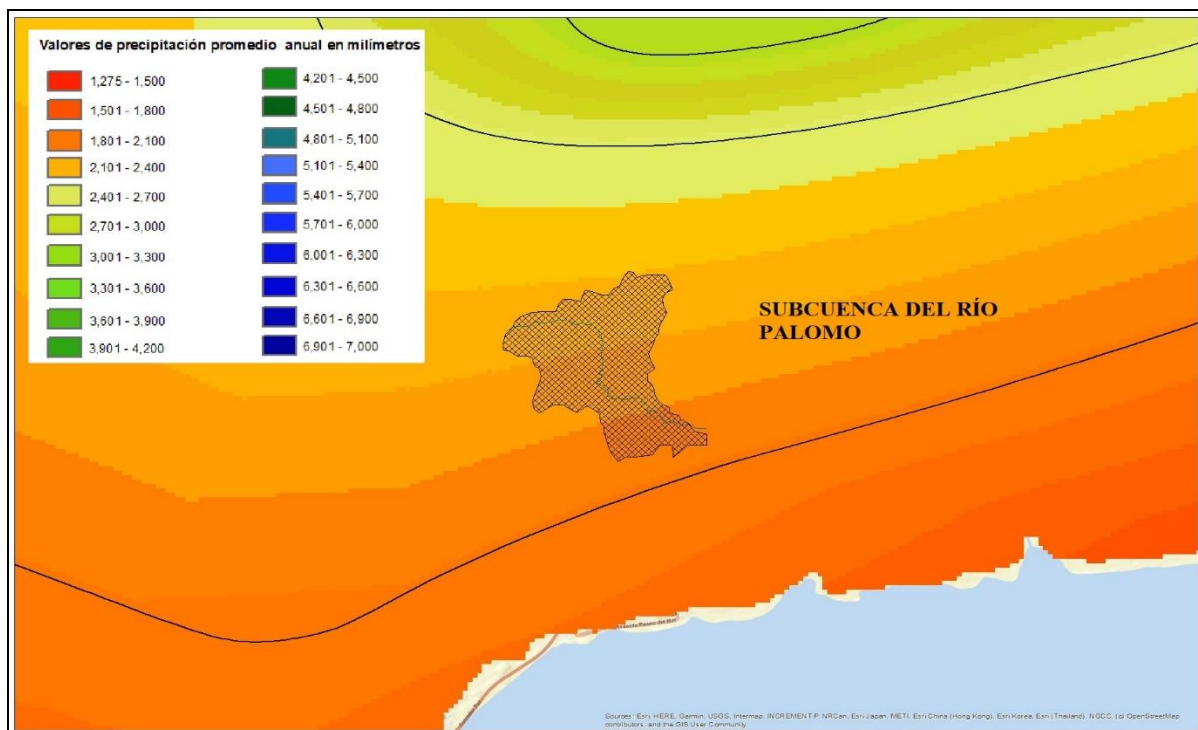 Valores de precipitación promedio anual en milímetros
1,275 - 1,500
1,501 - 1,800
1,801 - 2,100
2,101 - 2,400
2,401 - 2,700
2,701 - 3,000
3,001 - 3,300
3,301 - 3,600
3,601 - 3,900
3,901 - 4,200
4,201 - 4,500
4,501 - 4,800
4,801 - 5,100
5,101 - 5,400
5,401 - 5,700
5,701 - 6,000
6,001 - 6,300
6,301 - 6,600
6,601 - 6,900
6,901 - 7,000
SUBCUENCA DEL RÍO
PALOMO
Paseo del Mar
Sources: Esri, HERE, Garmin, USGS, Intermap, INCREMENT P, NRCan, Esri Japan, METI, Esri China (Hong Kong), Esri Korea, Esri (Thailand), NGCC, (c) OpenStreetMap
contributors, and the GIS User Community